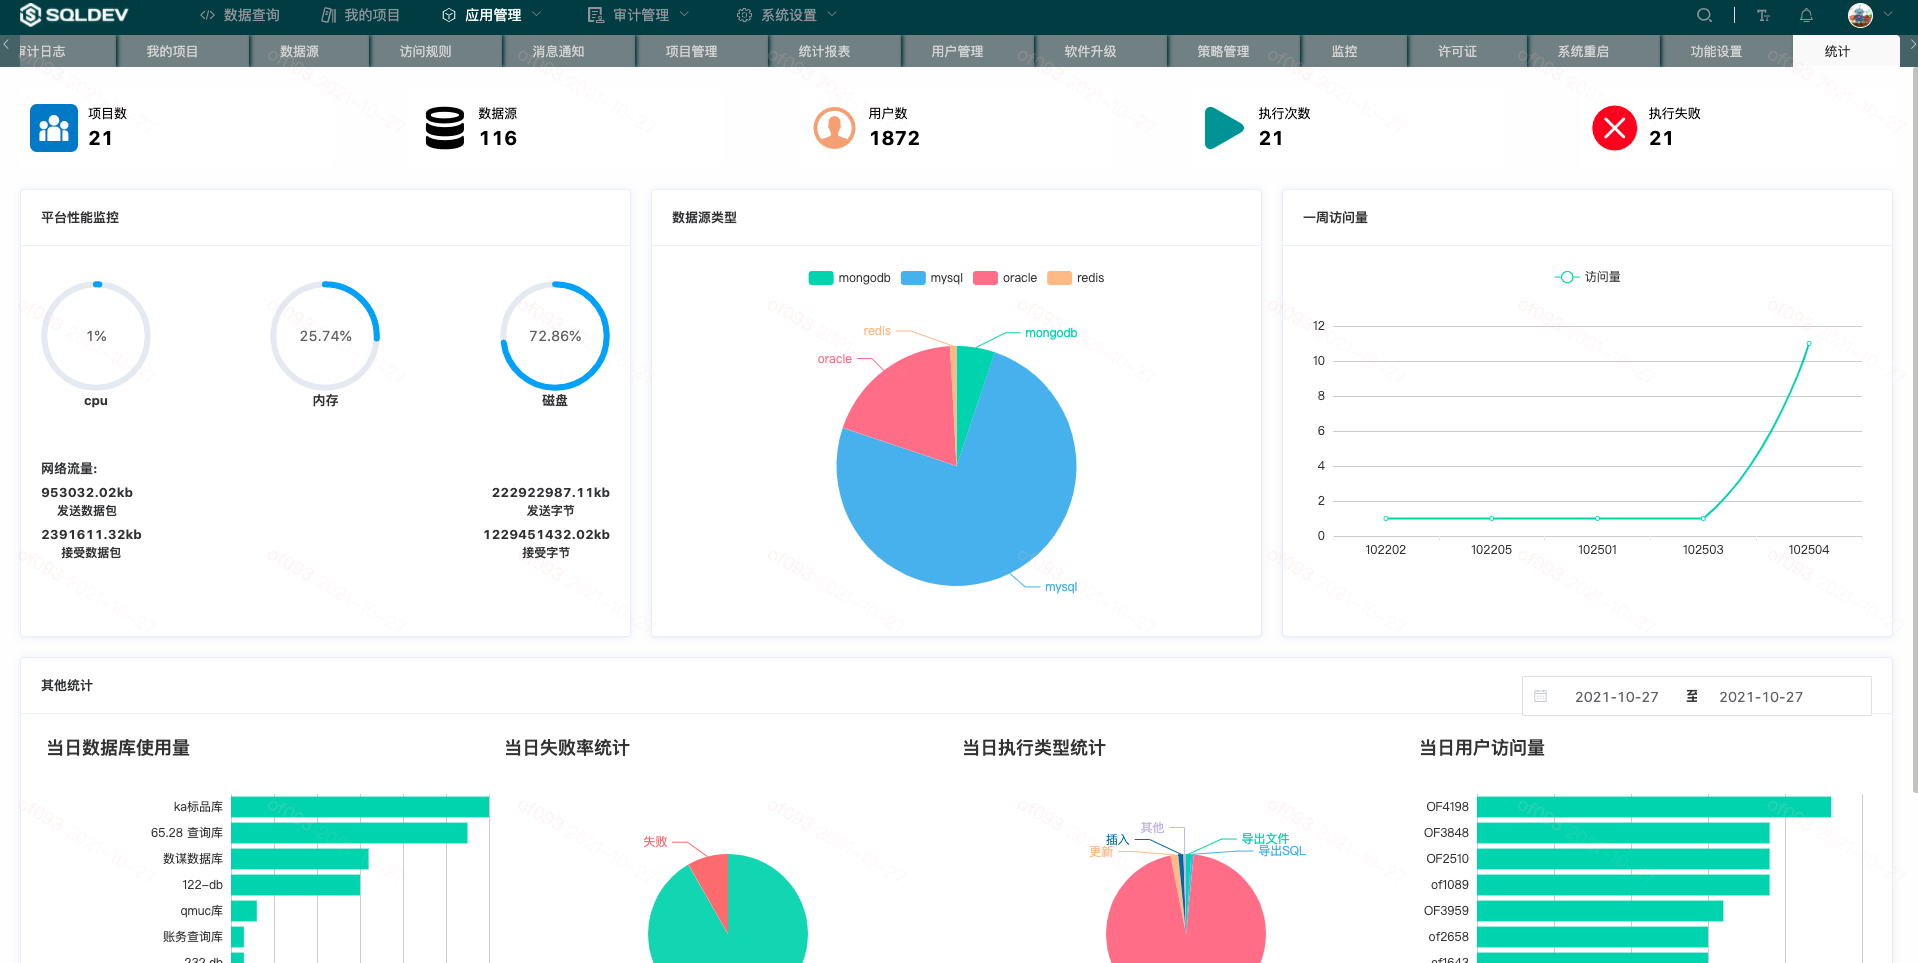 SQLDEV
数据查询
我的项目
应用管理
审计管理
系统设置
审计日志
我的项目
数据源
访问规则
消息通知
项目管理
统计报表
用户管理
软件升级
策略管理
监控
许可证
系统重启
功能设置
统计
项目数
21
数据源
116
用户数
1872
执行次数
21
执行失败
21
平台性能监控
1%
cpu
25.74%
内存
72.86%
磁盘
网络流量:
953032.02kb
发送数据包
222922987.11kb
发送字节
2391611.32kb
接受数据包
1229451432.02kb
接受字节
数据源类型
mongodb mysql oracle redis
redis
mongodb
oracle
mysql
一周访问量
访问量
12
10
8
6
4
2
0
102202 102205 102501 102503 102504
其他统计
2021-10-27 至 2021-10-27
当日数据库使用量
ka标品库
65.28 查询库
数谋数据库
122-db
qmuc库
账务查询库
232.db
当日失败率统计
失败
当日执行类型统计
其他
插入
更新
导出文件
导出SQL
当日用户访问量
OF4198
OF3848
OF2510
of1089
OF3959
of2658
of1643
of093 2021-10-27